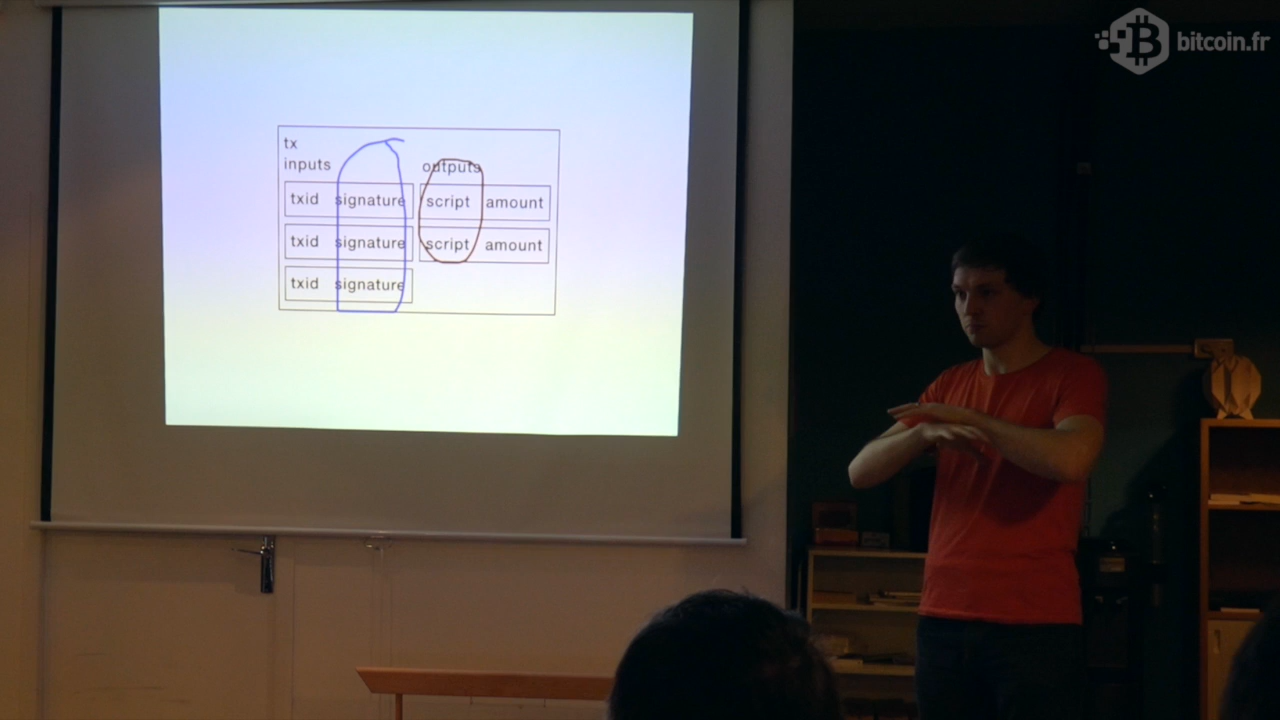 bitcoin.fr
tx
inputs outputs
txid signature script amount
txid signature script amount
txid signature